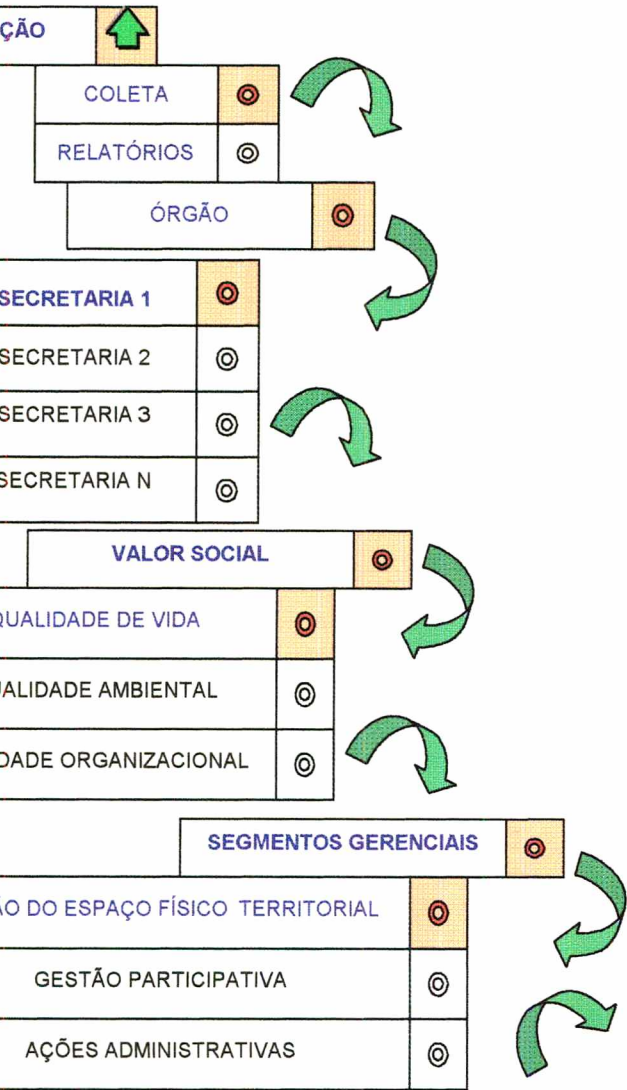 ÇÃO
COLETA
RELATÓRIOS
ÓRGÃO
SECRETARIA 1
SECRETARIA 2
SECRETARIA 3
SECRETARIA N
VALOR SOCIAL
QUALIDADE DE VIDA
UALIDADE AMBIENTAL
DADE ORGANIZACIONAL
SEGMENTOS GERENCIAIS
ÃO DO ESPAÇO FÍSICO TERRITORIAL
GESTÃO PARTICIPATIVA
AÇÕES ADMINISTRATIVAS